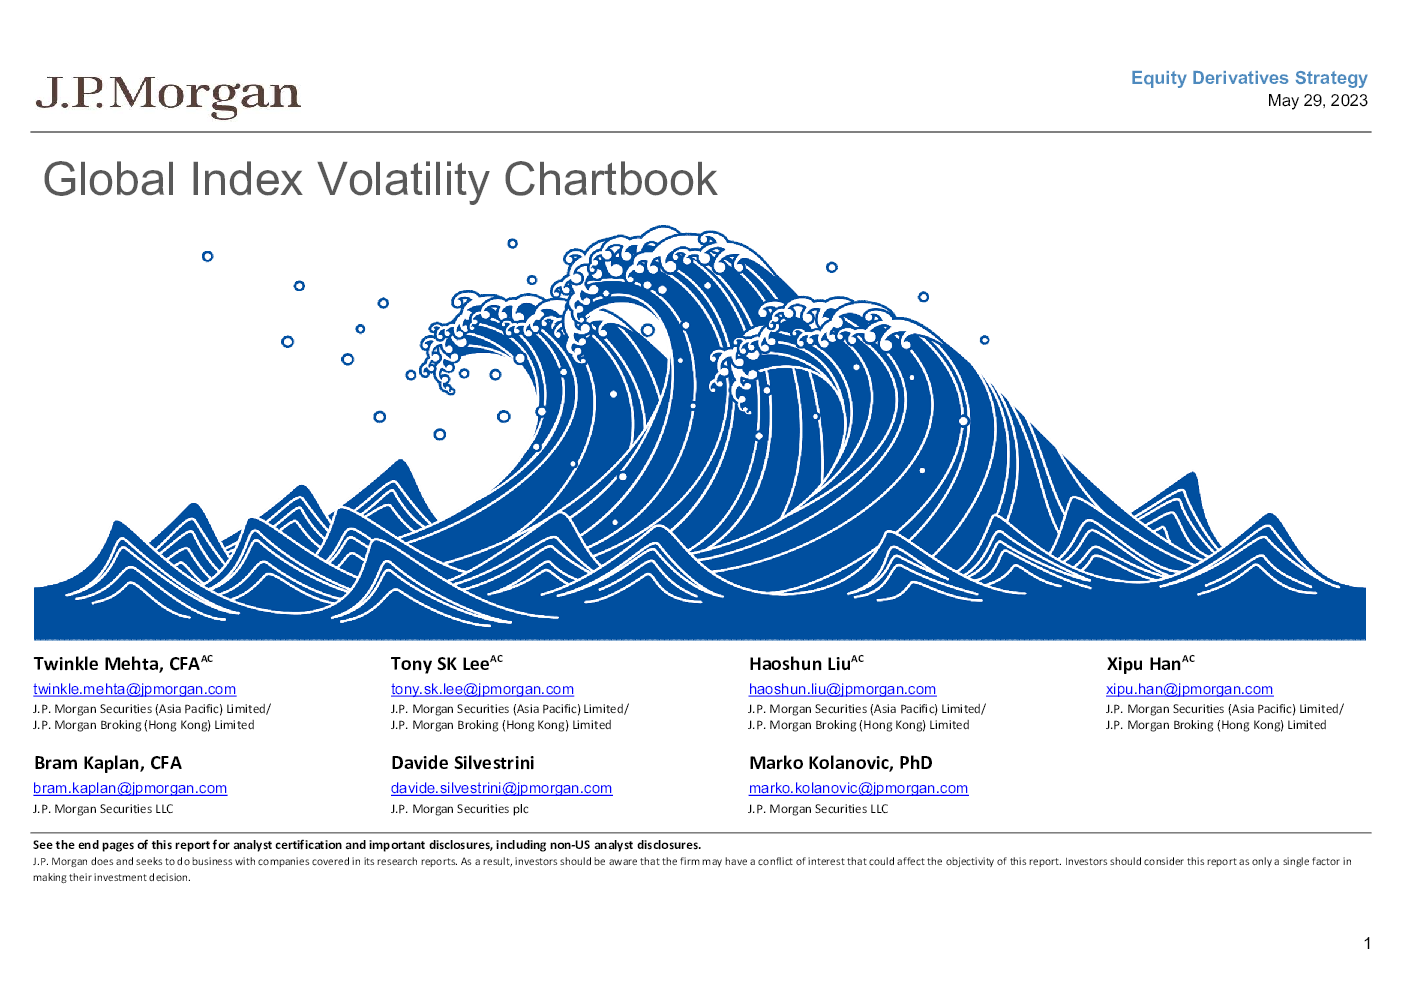 J.P.Morgan
Equity Derivatives Strategy
May 29, 2023
Global Index Volatility Chartbook
Twinkle Mehta, CFA^AC
twinkle.mehta@jpmorgan.com
J.P. Morgan Securities (Asia Pacific) Limited/
J.P. Morgan Broking (Hong Kong) Limited
Tony SK Lee^AC
tony.sk.lee@jpmorgan.com
J.P. Morgan Securities (Asia Pacific) Limited/
J.P. Morgan Broking (Hong Kong) Limited
Haoshun Liu^AC
haoshun.liu@jpmorgan.com
J.P. Morgan Securities (Asia Pacific) Limited/
J.P. Morgan Broking (Hong Kong) Limited
Xipu Han^AC
xipu.han@jpmorgan.com
J.P. Morgan Securities (Asia Pacific) Limited/
J.P. Morgan Broking (Hong Kong) Limited
Bram Kaplan, CFA
bram.kaplan@jpmorgan.com
J.P. Morgan Securities LLC
Davide Silvestrini
davide.silvestrini@jpmorgan.com
J.P. Morgan Securities plc
Marko Kolanovic, PhD
marko.kolanovic@jpmorgan.com
J.P. Morgan Securities LLC
See the end pages of this report for analyst certification and important disclosures, including non-US analyst disclosures.
J.P. Morgan does and seeks to do business with companies covered in its research reports. As a result, investors should be aware that the firm may have a conflict of interest that could affect the objectivity of this report. Investors should consider this report as only a single factor in
making their investment decision.
1